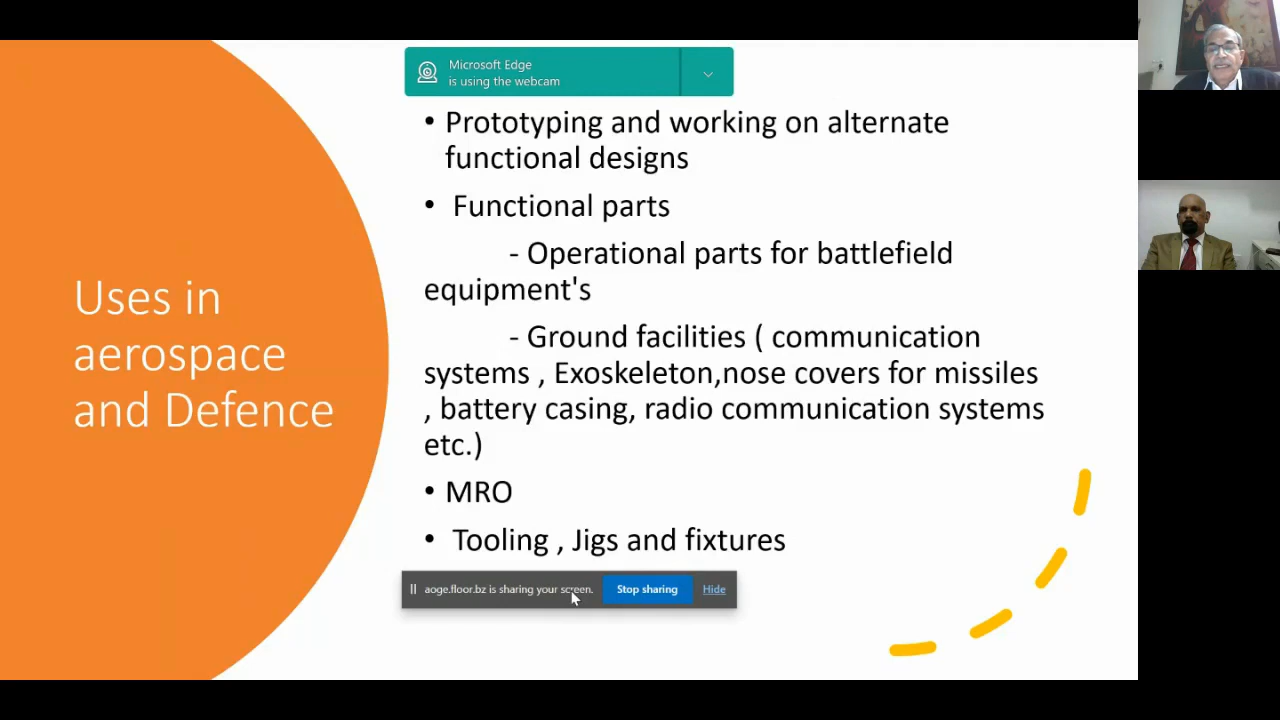 Microsoft Edge
is using the webcam
• Prototyping and working on alternate
functional designs
• Functional parts
- Operational parts for battlefield
equipment's
- Ground facilities ( communication
systems , Exoskeleton,nose covers for missiles
, battery casing, radio communication systems
etc.)
• MRO
• Tooling , Jigs and fixtures
Uses in
aerospace
and Defence
aoge.floor.bz is sharing your screen. Stop sharing Hide